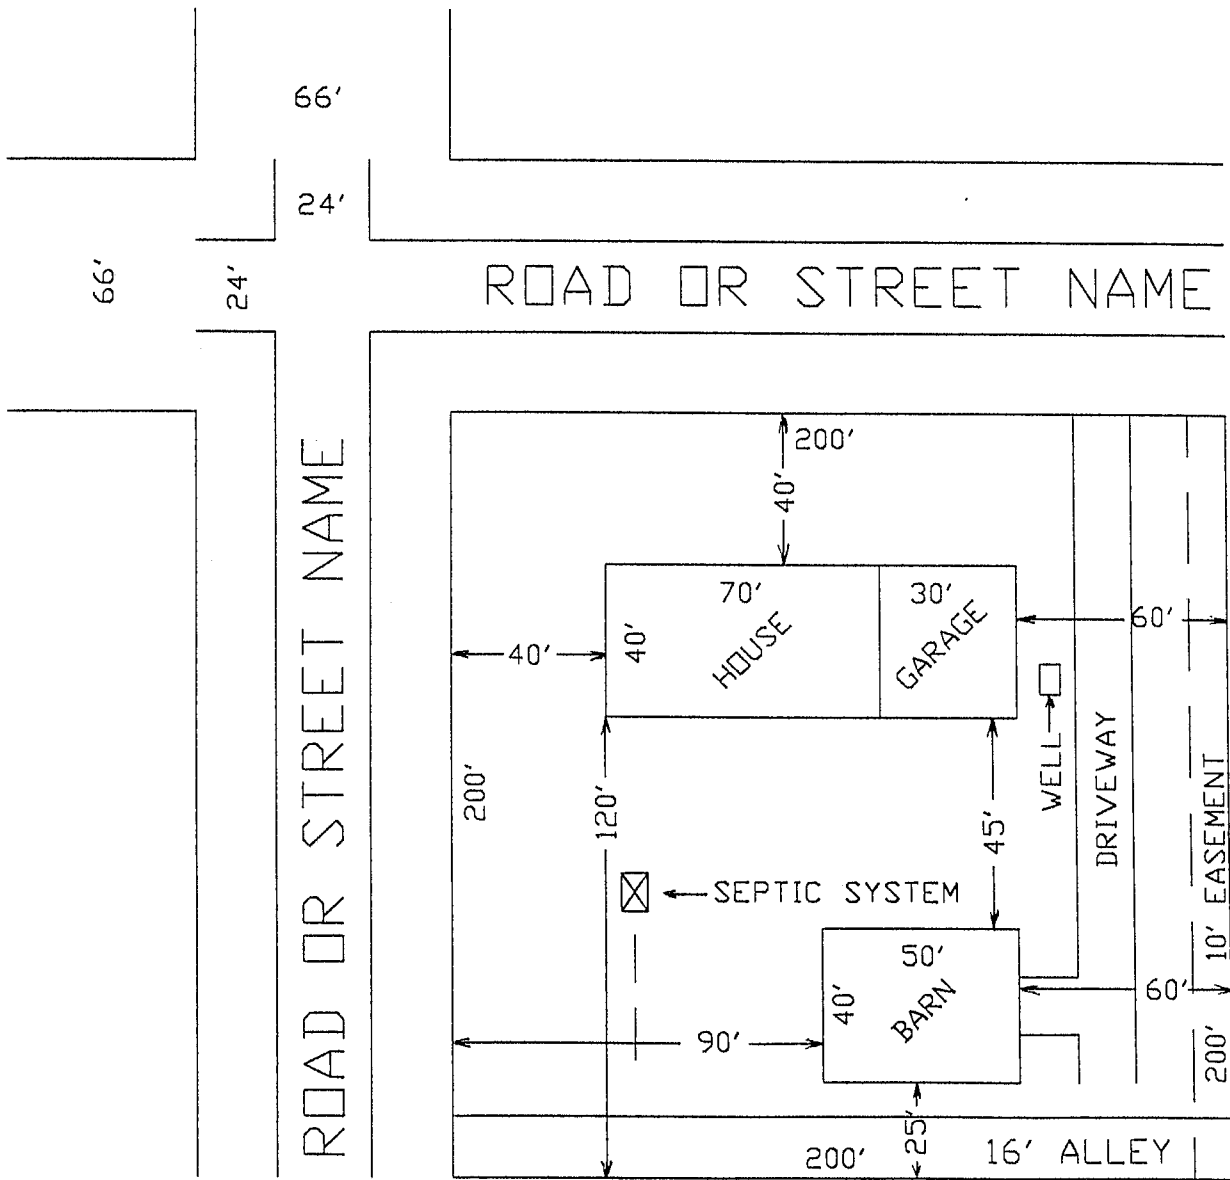 66'
24'
66'
24'
ROAD OR STREET NAME
ROAD OR STREET NAME
200'
40'
70'
30'
40'
HOUSE
GARAGE
40'
60'
WELL
DRIVEWAY
200'
120'
45'
10' EASEMENT
SEPTIC SYSTEM
50'
40'
BARN
60'
90'
200'
25'
200'
16' ALLEY